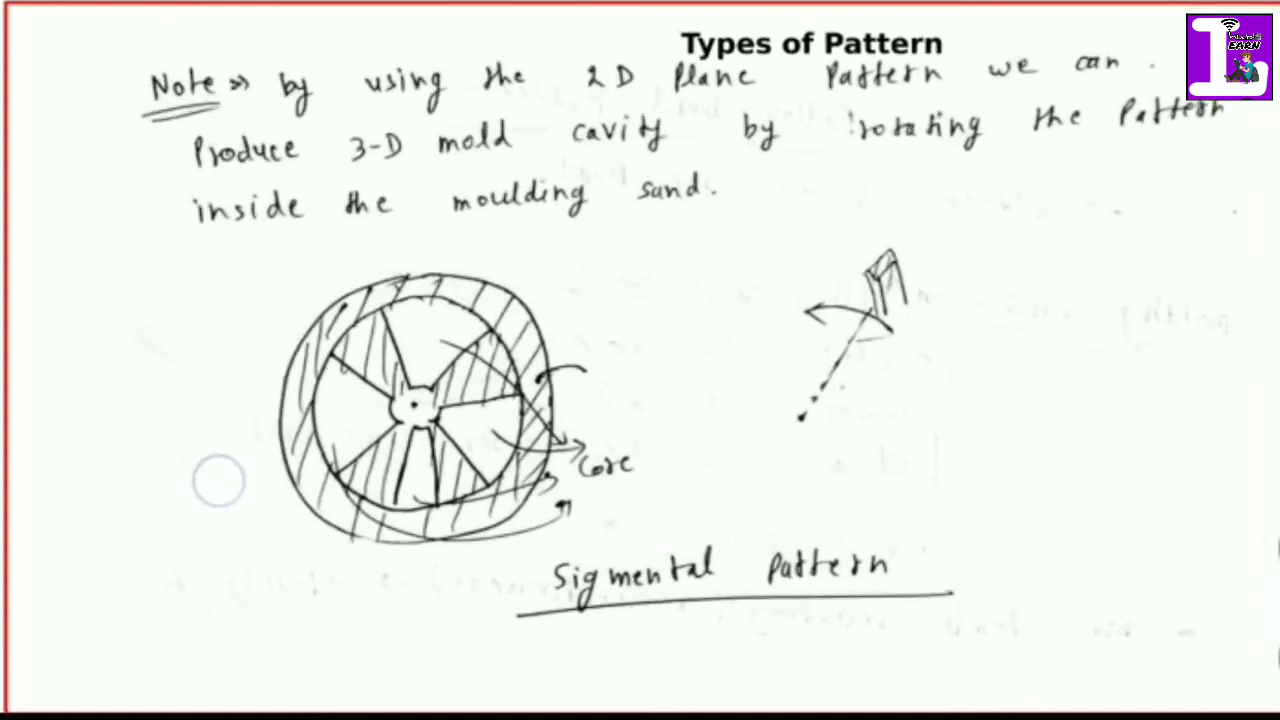 Types of Pattern
EARN
Note » by using the 2D Plane Pattern we can.
Produce 3-D mold cavity by rotating the Pattern
inside the moulding sand.
Core
Sigmental Pattern